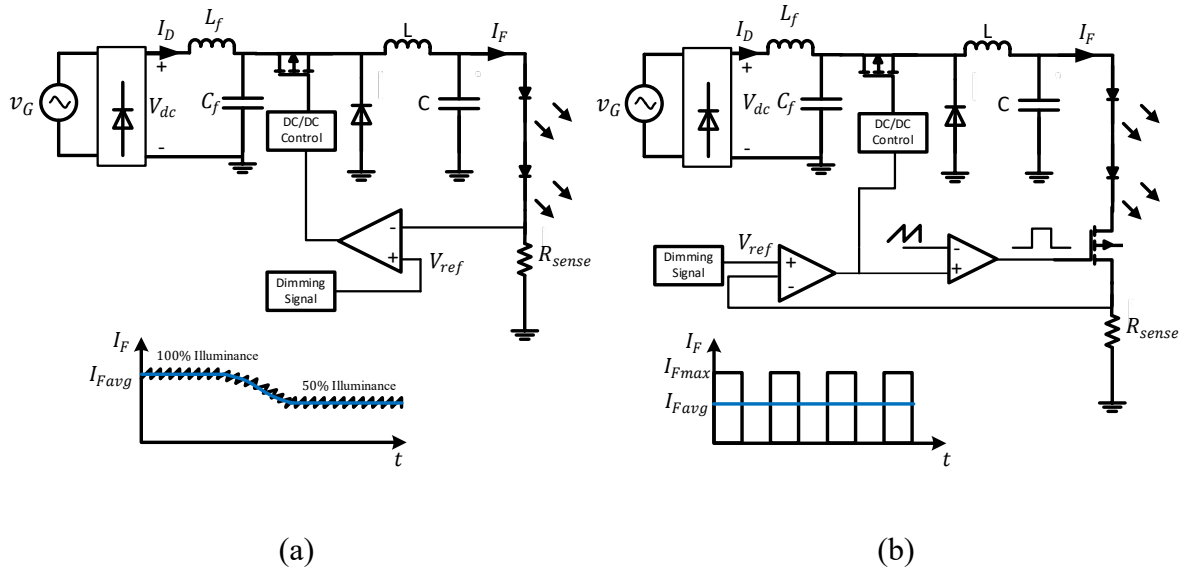 L_f
L
I_D
I_F
+
v_G
V_dc
C_f
C
-
DC/DC
Control
-
+
V_ref
R_sense
Dimming
Signal
I_F
100% Illuminance
I_Favg
50% Illuminance
t
(a)
L_f
L
I_D
I_F
+
v_G
V_dc
C_f
C
-
DC/DC
Control
V_ref
Dimming
Signal
+
-
-
+
R_sense
I_F
I_Fmax
I_Favg
t
(b)